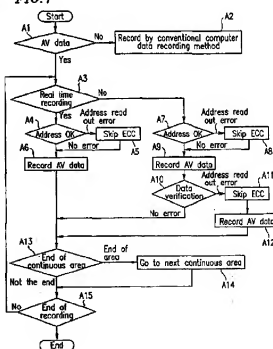 FIG.7
Start
A1
AV data
No
A2
Record by conventional computer
data recording method
Yes
A3
Real time
recording
No
Yes
A4
Address OK
Address read
out error
Skip ECC
A5
No error
A6
Record AV data
A7
Address OK
Address read
out error
Skip ECC
A8
No error
A9
Record AV data
A10
Data
verification
Address read
out error
A11
Skip ECC
No error
Record AV data
A12
A13
End of
continuous area
End of
area
Go to next continuous area
A14
Not the end
A15
No
End of
recording
End